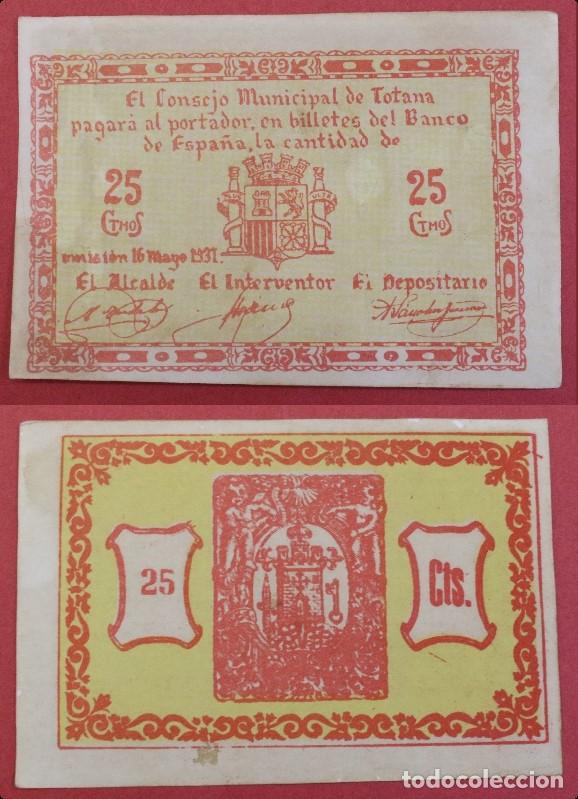 El Consejo Municipal de Totana
pagará al portador, en billetes del Banco
de España, la cantidad de
25 25
CTMOS CTMOS
emisión 16 mayo 1937.
El Alcalde El Interventor El Depositario
25 Cts.
todocoleccion